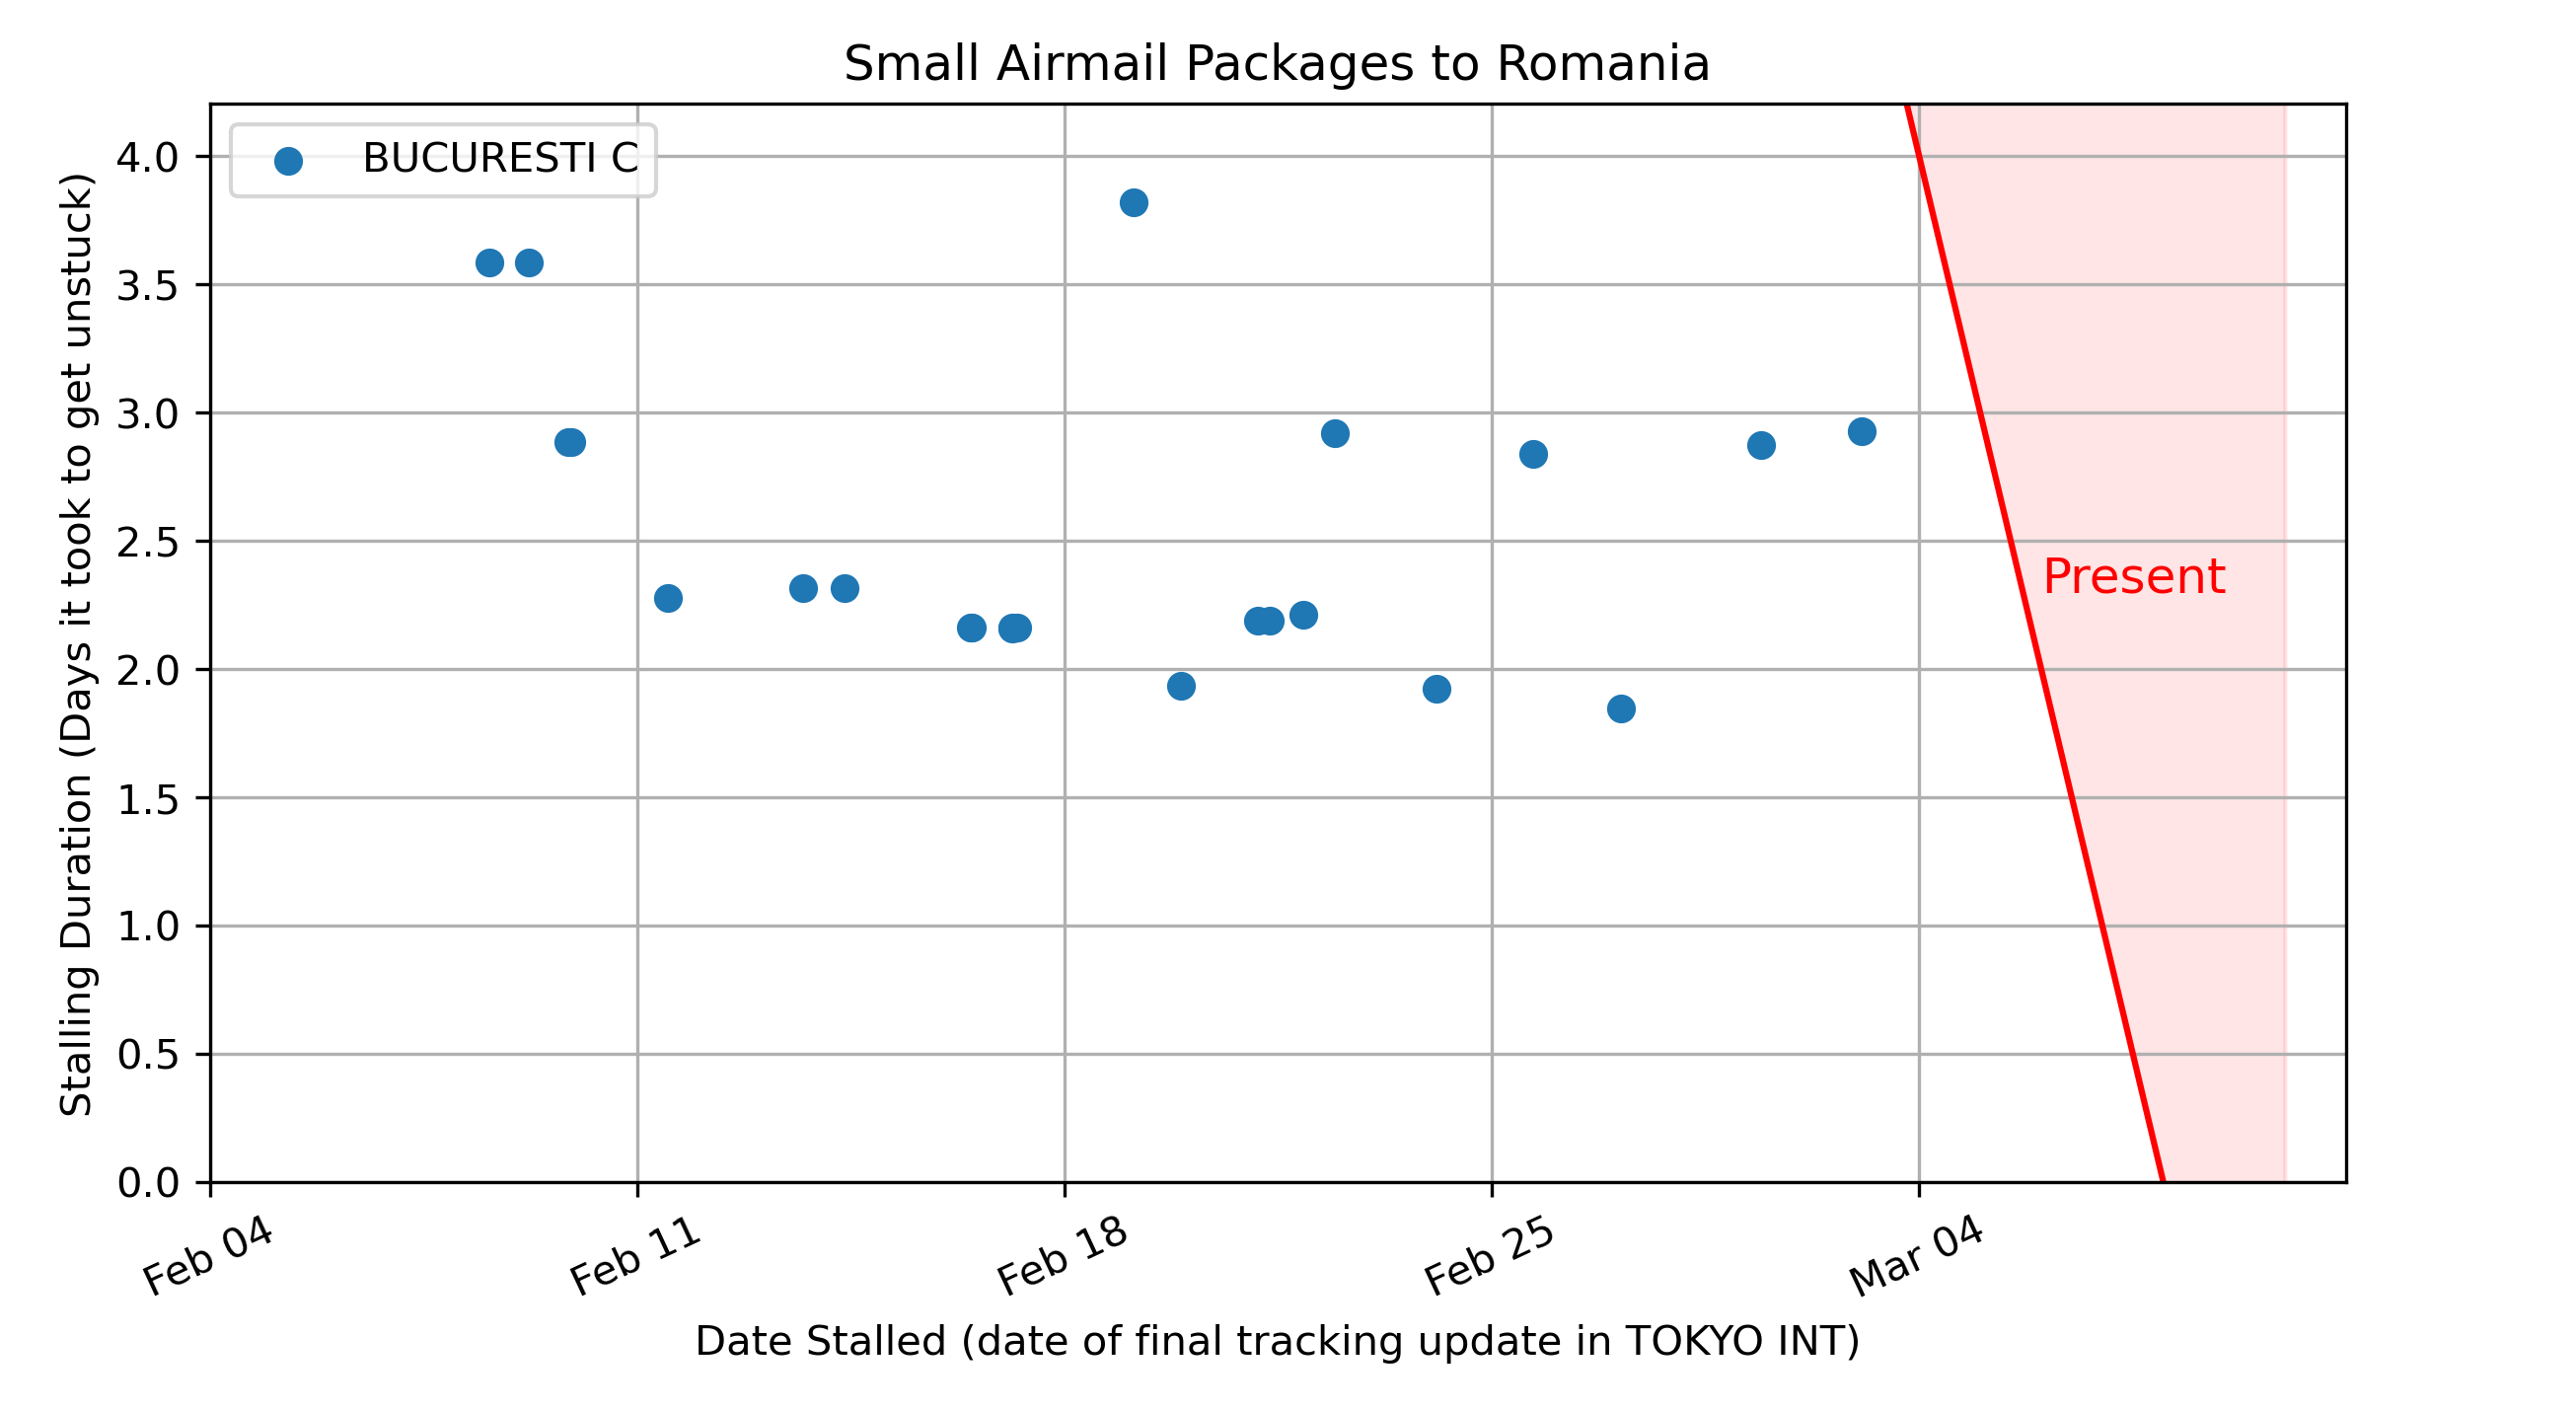 Small Airmail Packages to Romania
BUCURESTI C
Stalling Duration (Days it took to get unstuck)
4.0
3.5
3.0
2.5
2.0
1.5
1.0
0.5
0.0
Present
Feb 04
Feb 11
Feb 18
Feb 25
Mar 04
Date Stalled (date of final tracking update in TOKYO INT)